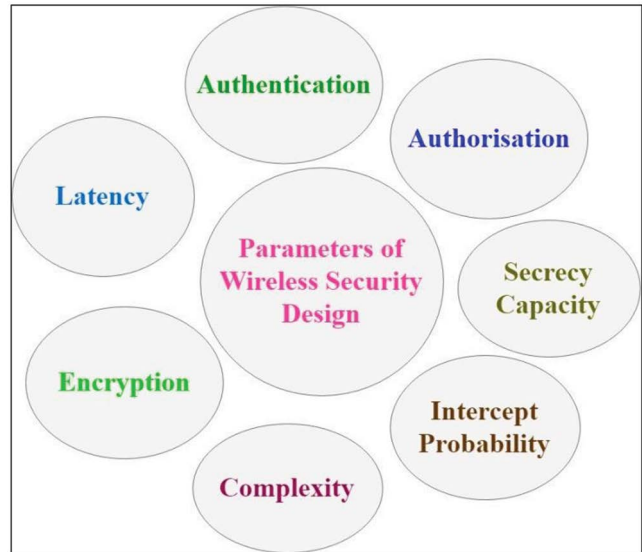 Authentication
Authorisation
Latency
Parameters of
Wireless Security
Design
Secrecy
Capacity
Encryption
Intercept
Probability
Complexity